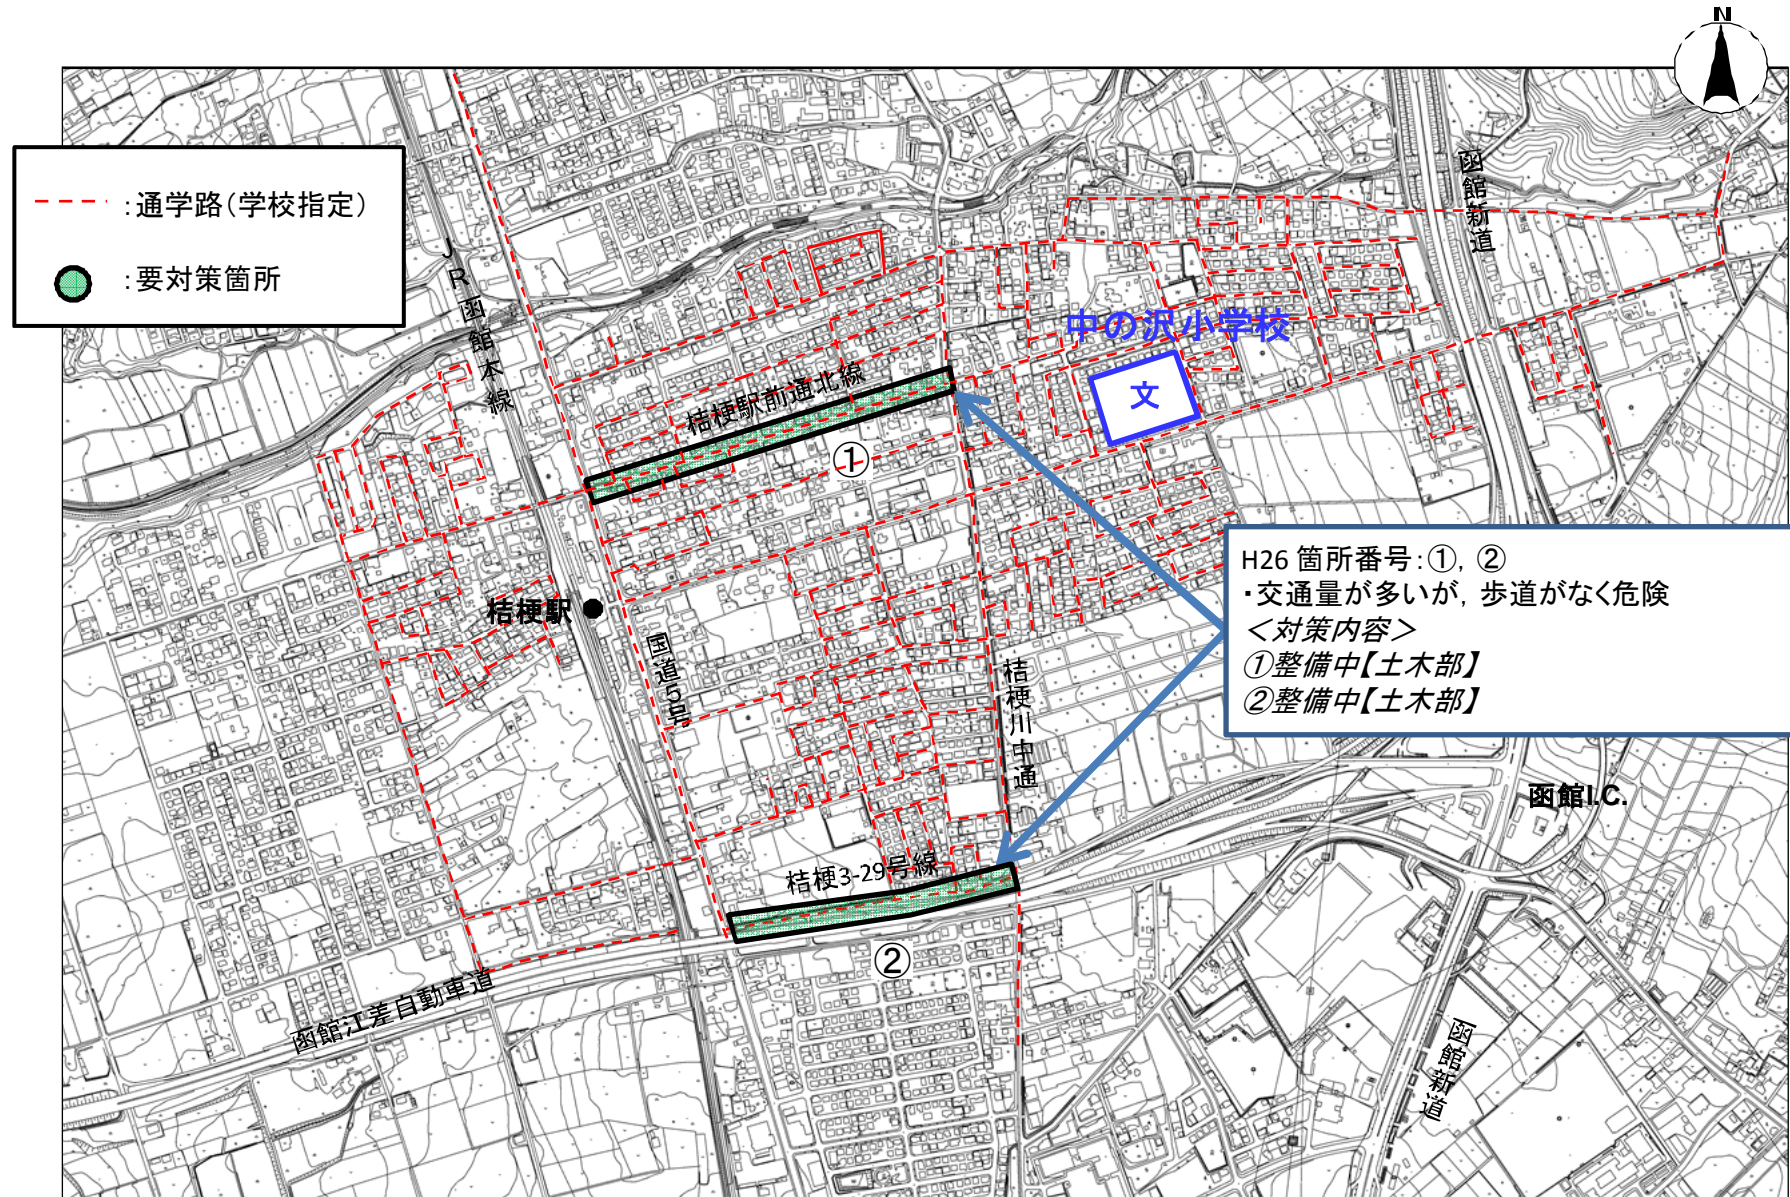 N
:通学路(学校指定)
:要対策箇所
JR函館本線
函館新道
中の沢小学校
文
桔梗駅前通北線
①
H26 箇所番号:①, ②
・交通量が多いが, 歩道がなく危険
<対策内容>
①整備中【土木部】
②整備中【土木部】
桔梗駅
国道5号
桔梗川中通
函館I.C.
桔梗3-29号線
②
函館江差自動車道
函館新道